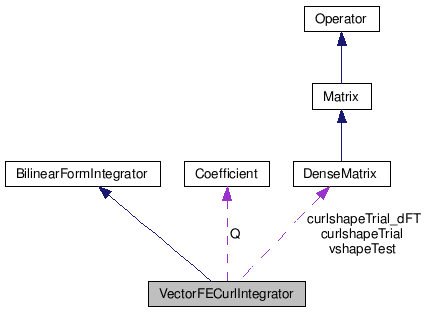 Operator
Matrix
BilinearFormIntegrator
Coefficient
DenseMatrix
curlshapeTrial_dFT
curlshapeTrial
vshapeTest
Q
VectorFECurlIntegrator